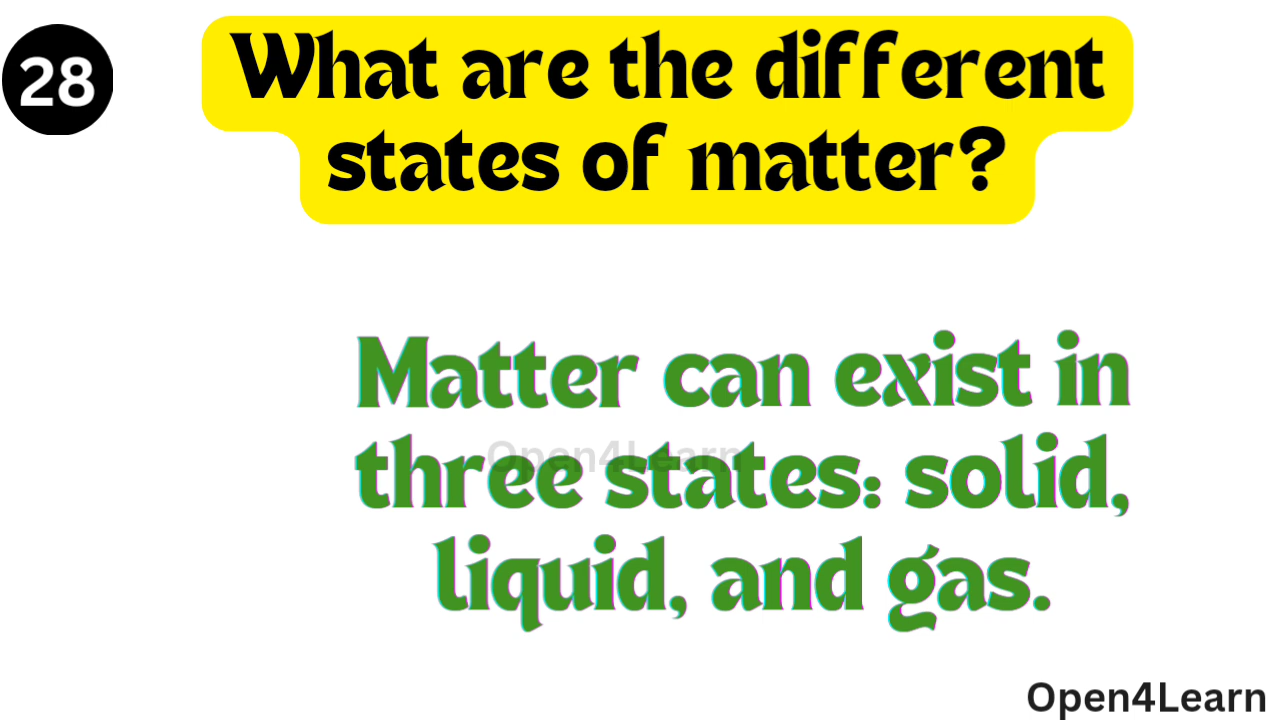 28
What are the different
states of matter?
Matter can exist in
three states: solid,
liquid, and gas.
Open4Learn
Open4Learn